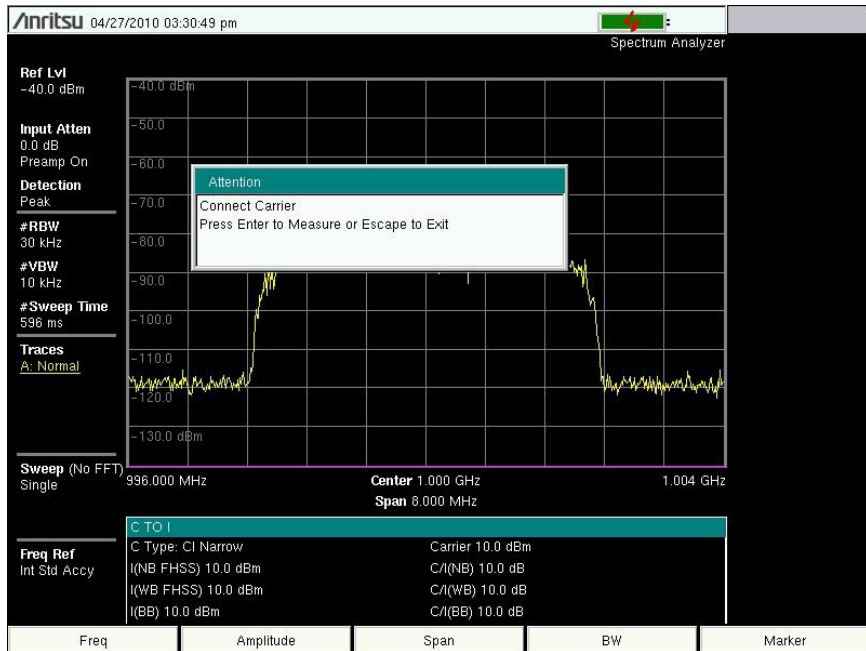 Anritsu 04/27/2010 03:30:49 pm
Spectrum Analyzer
Ref Lvl
-40.0 dBm
Input Atten
0.0 dB
Preamp On
Detection
Peak
#RBW
30 kHz
#VBW
10 kHz
#Sweep Time
596 ms
Traces
A: Normal
Sweep (No FFT)
Single
Freq Ref
Int Std Accy
-40.0 dBm
-50.0
-60.0
-70.0
-80.0
-90.0
-100.0
-110.0
-120.0
-130.0 dBm
Attention
Connect Carrier
Press Enter to Measure or Escape to Exit
996.000 MHz
Center 1.000 GHz
1.004 GHz
Span 8.000 MHz
C TO I
C Type: CI Narrow
Carrier 10.0 dBm
I(NB FHSS) 10.0 dBm
C/I(NB) 10.0 dB
I(WB FHSS) 10.0 dBm
C/I(WB) 10.0 dB
I(BB) 10.0 dBm
C/I(BB) 10.0 dB
Freq
Amplitude
Span
BW
Marker